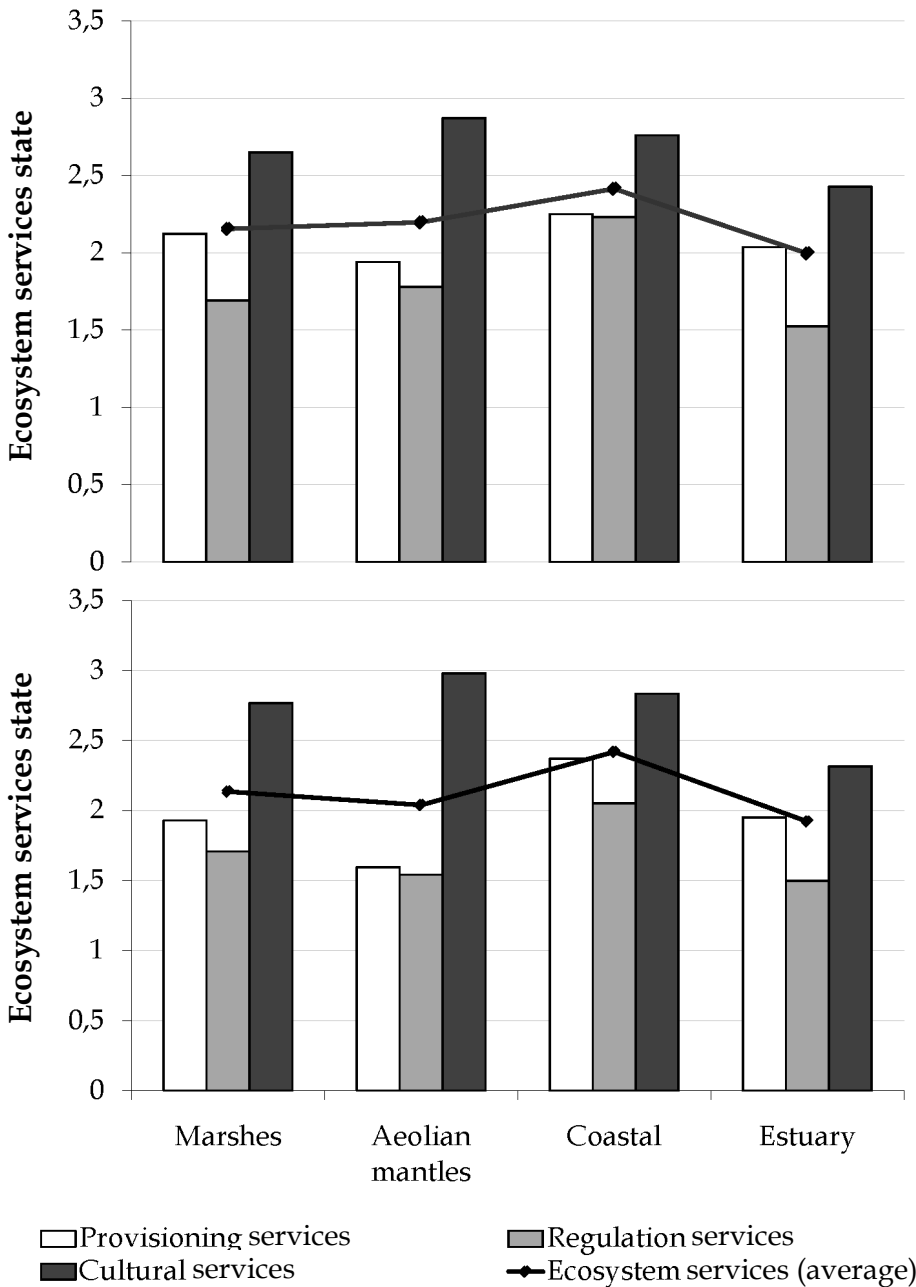 3,5
3
2,5
2
1,5
1
0,5
0
Ecosystem services state
3,5
3
2,5
2
1,5
1
0,5
0
Ecosystem services state
Marshes
Aeolian
mantles
Coastal
Estuary
Provisioning services
Regulation services
Cultural services
Ecosystem services (average)